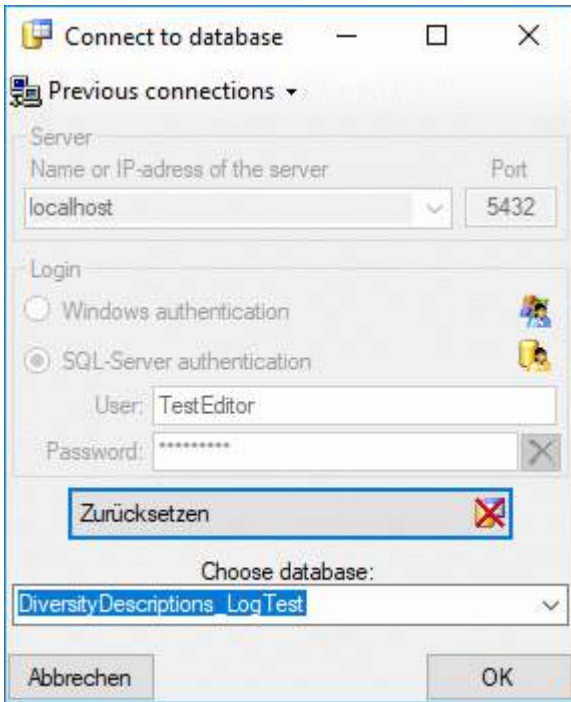 Connect to database
Previous connections
Server
Name or IP-adress of the server Port
localhost 5432
Login
Windows authentication
SQL-Server authentication
User: TestEditor
Password: *********
Zurücksetzen
Choose database:
DiversityDescriptions_LogTest
Abbrechen OK